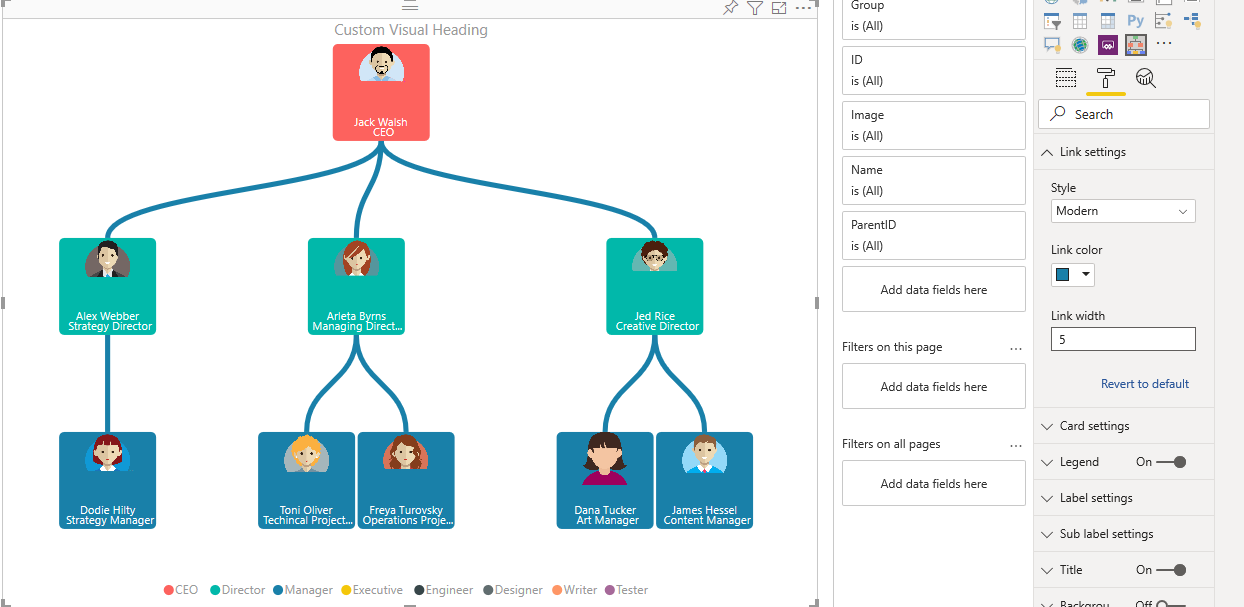 Custom Visual Heading
Jack Walsh
CEO
Alex Webber
Strategy Director
Arleta Byrns
Managing Direct...
Jed Rice
Creative Director
Dodie Hilty
Strategy Manager
Toni Oliver
Techincal Project...
Freya Turovsky
Operations Proje...
Dana Tucker
Art Manager
James Hessel
Content Manager
CEO Director Manager Executive Engineer Designer Writer Tester
Group
is (All)
ID
is (All)
Image
is (All)
Name
is (All)
ParentID
is (All)
Add data fields here
Filters on this page ...
Add data fields here
Filters on all pages ...
Add data fields here
Py
Search
Link settings
Style
Modern
Link color
Link width
5
Revert to default
Card settings
Legend On
Label settings
Sub label settings
Title On
Backgrou Off